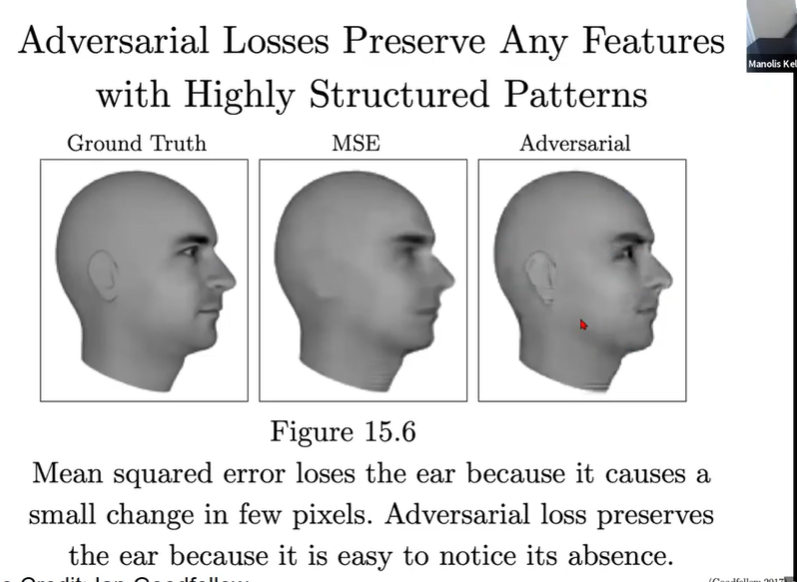 Adversarial Losses Preserve Any Features
with Highly Structured Patterns
Manolis Kel
Ground Truth MSE Adversarial
Figure 15.6
Mean squared error loses the ear because it causes a
small change in few pixels. Adversarial loss preserves
the ear because it is easy to notice its absence.
Credit: Ian Goodfellow
(Goodfellow 2017